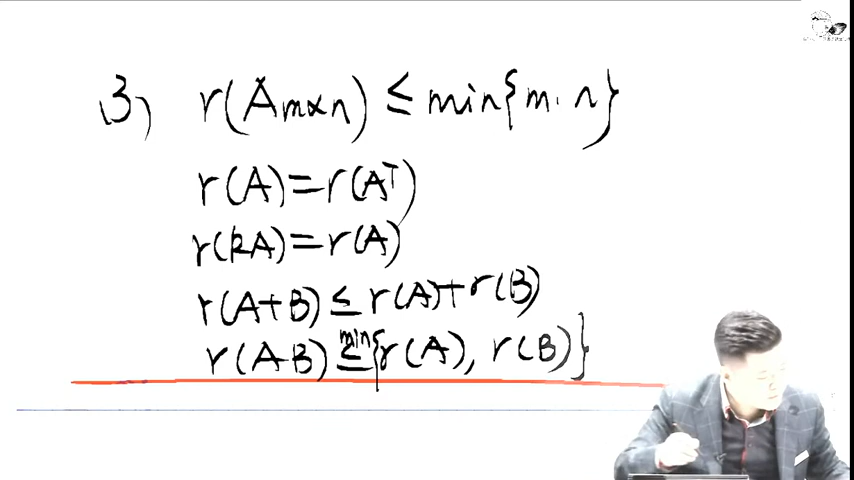 3) r(Am×n) ≤ min{m, n}
r(A)=r(Aᵀ)
r(kA)=r(A)
r(A+B) ≤ r(A)+r(B)
r(AB) ≤ min{r(A), r(B)}